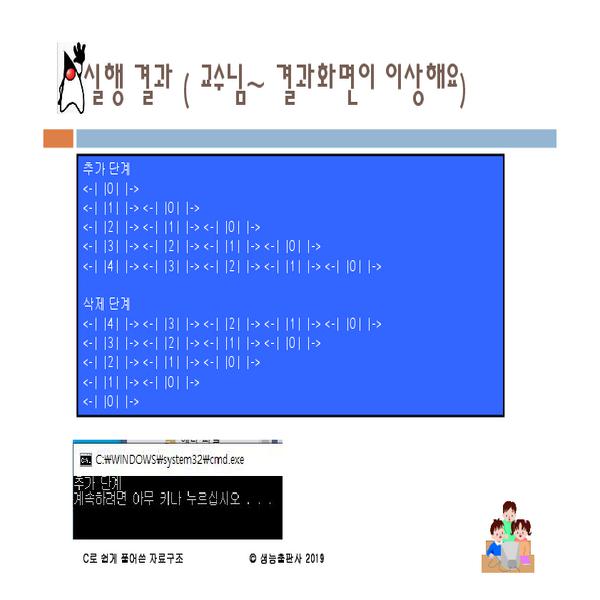 실행 결과 ( 교수님~ 결과화면이 이상해요)
추가 단계
<-| |0| |->
<-| |1| |-> <-| |0| |->
<-| |2| |-> <-| |1| |-> <-| |0| |->
<-| |3| |-> <-| |2| |-> <-| |1| |-> <-| |0| |->
<-| |4| |-> <-| |3| |-> <-| |2| |-> <-| |1| |-> <-| |0| |->
삭제 단계
<-| |4| |-> <-| |3| |-> <-| |2| |-> <-| |1| |-> <-| |0| |->
<-| |3| |-> <-| |2| |-> <-| |1| |-> <-| |0| |->
<-| |2| |-> <-| |1| |-> <-| |0| |->
<-| |1| |-> <-| |0| |->
<-| |0| |->
C:\WINDOWS\system32\cmd.exe
추가 단계
계속하려면 아무 키나 누르십시오 . . .
C로 쉽게 풀어쓴 자료구조 © 생능출판사 2019